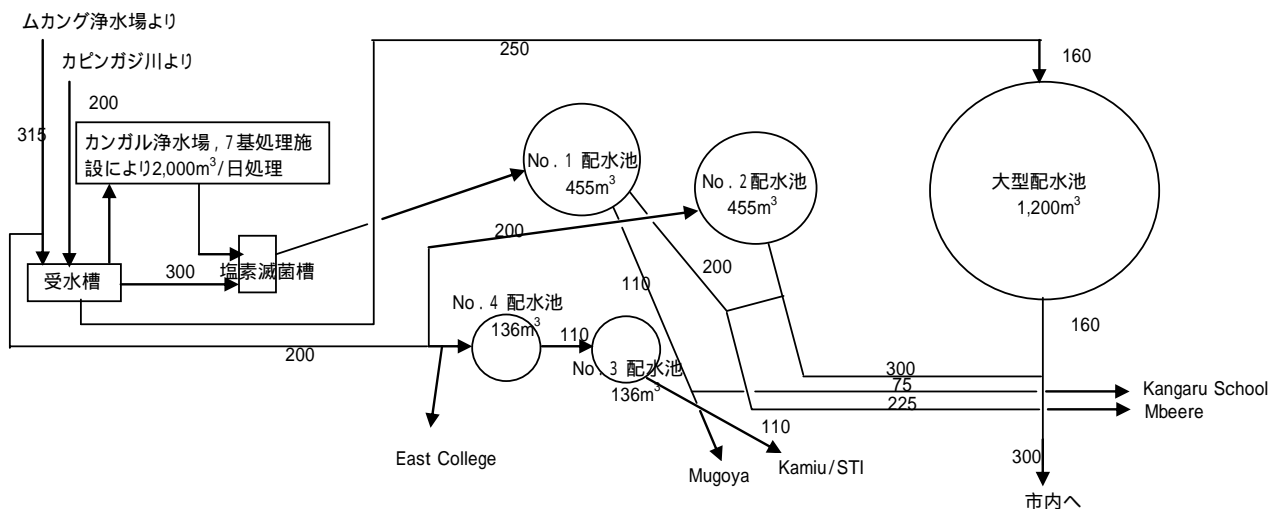 ムカング浄水場より
カピンガジ川より
250
160
200
315
カンガル浄水場，7基処理施
設により2,000m³/日処理
No．1 配水池
455m³
No．2配水池
455m³
大型配水池
1,200m³
200
200
塩素滅菌槽
300
受水槽
110
No．4 配水池
136m³
110
160
200
No．3 配水池
136m³
300
75
225
Kangaru School
Mbeere
110
East College
Mugoya
Kamiu/STI
300
市内へ